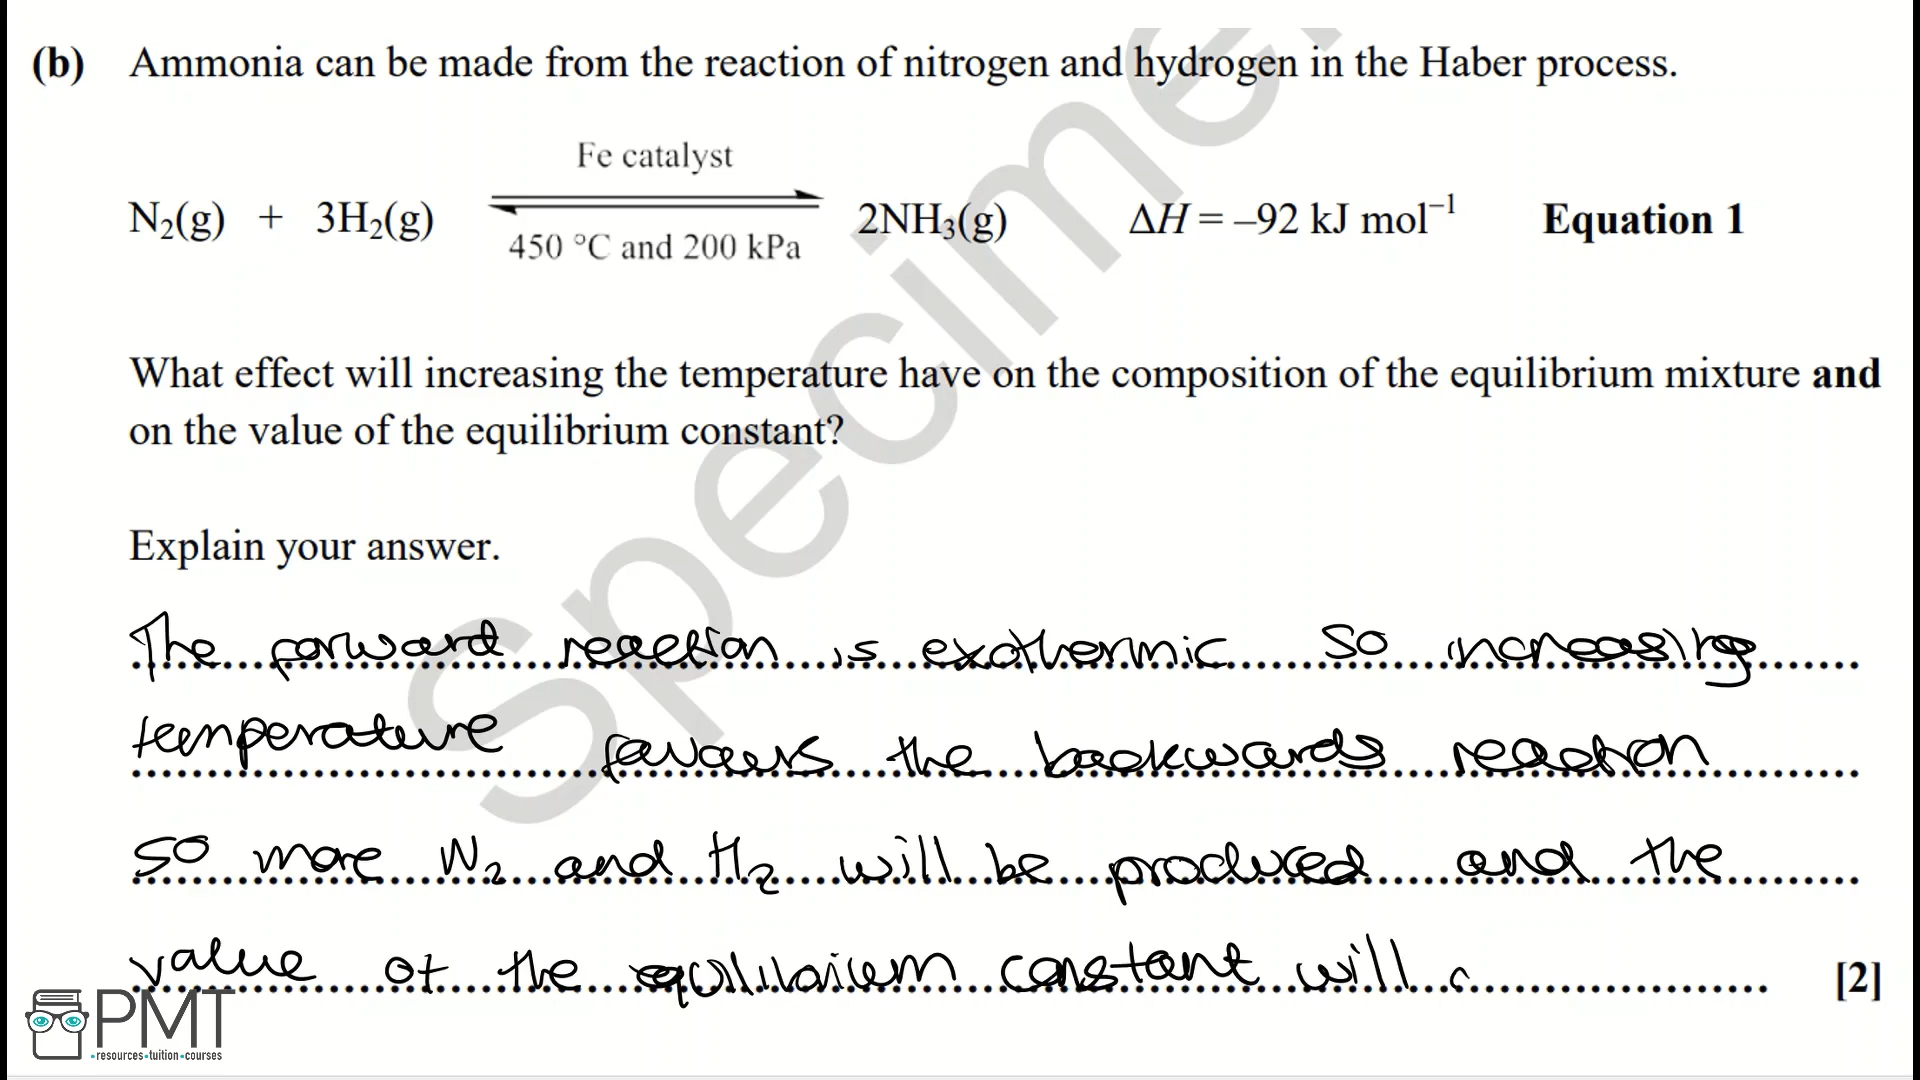 (b) Ammonia can be made from the reaction of nitrogen and hydrogen in the Haber process.
Fe catalyst
N₂(g) + 3H₂(g) ⇌ 2NH₃(g) ΔH = –92 kJ mol⁻¹ Equation 1
450 °C and 200 kPa
What effect will increasing the temperature have on the composition of the equilibrium mixture and
on the value of the equilibrium constant?
Explain your answer.
The forward reaction is exothermic so increasing
temperature favours the backwards reaction
so more N₂ and H₂ will be produced and the
value of the equilibrium constant will
[2]
PMT
•resources•tuition•courses
Specimen